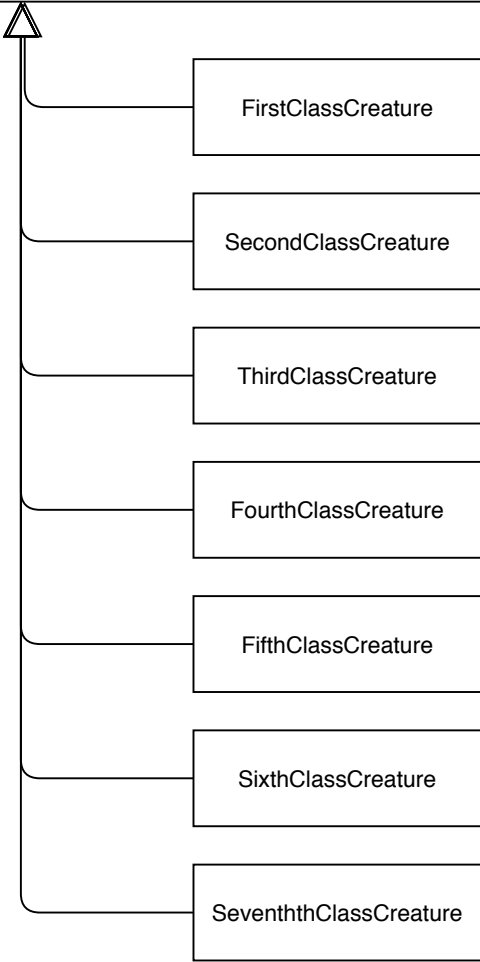 FirstClassCreature
SecondClassCreature
ThirdClassCreature
FourthClassCreature
FifthClassCreature
SixthClassCreature
SevenththClassCreature